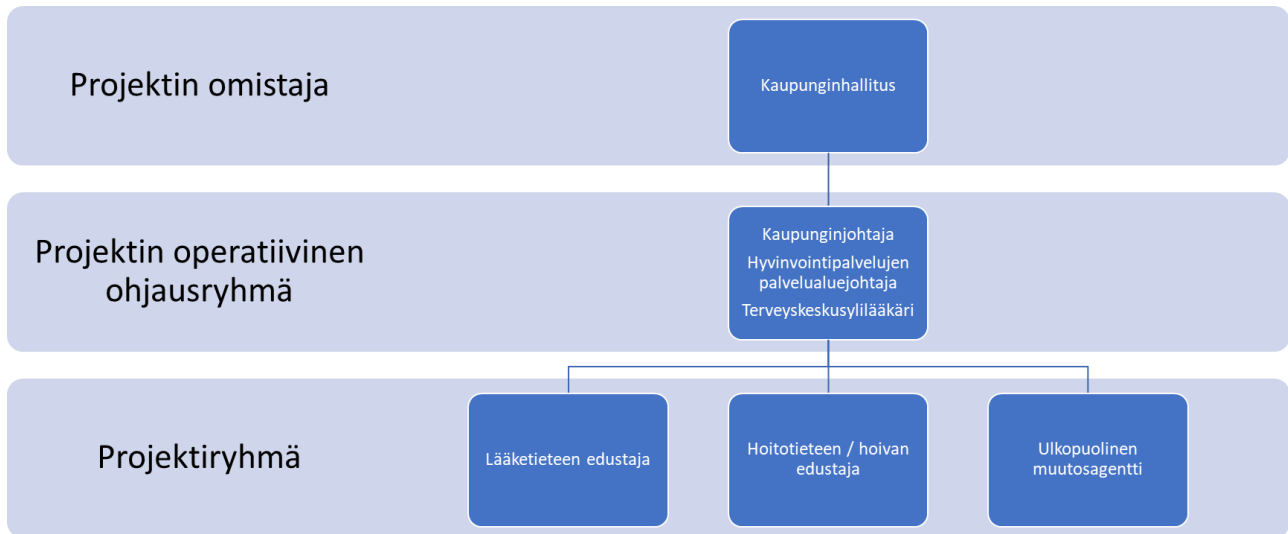 Projektin omistaja
Kaupunginhallitus
Projektin operatiivinen
ohjausryhmä
Kaupunginjohtaja
Hyvinvointipalvelujen
palvelualuejohtaja
Terveyskeskusylilääkäri
Projektiryhmä
Lääketieteen edustaja
Hoitotieteen / hoivan
edustaja
Ulkopuolinen
muutosagentti